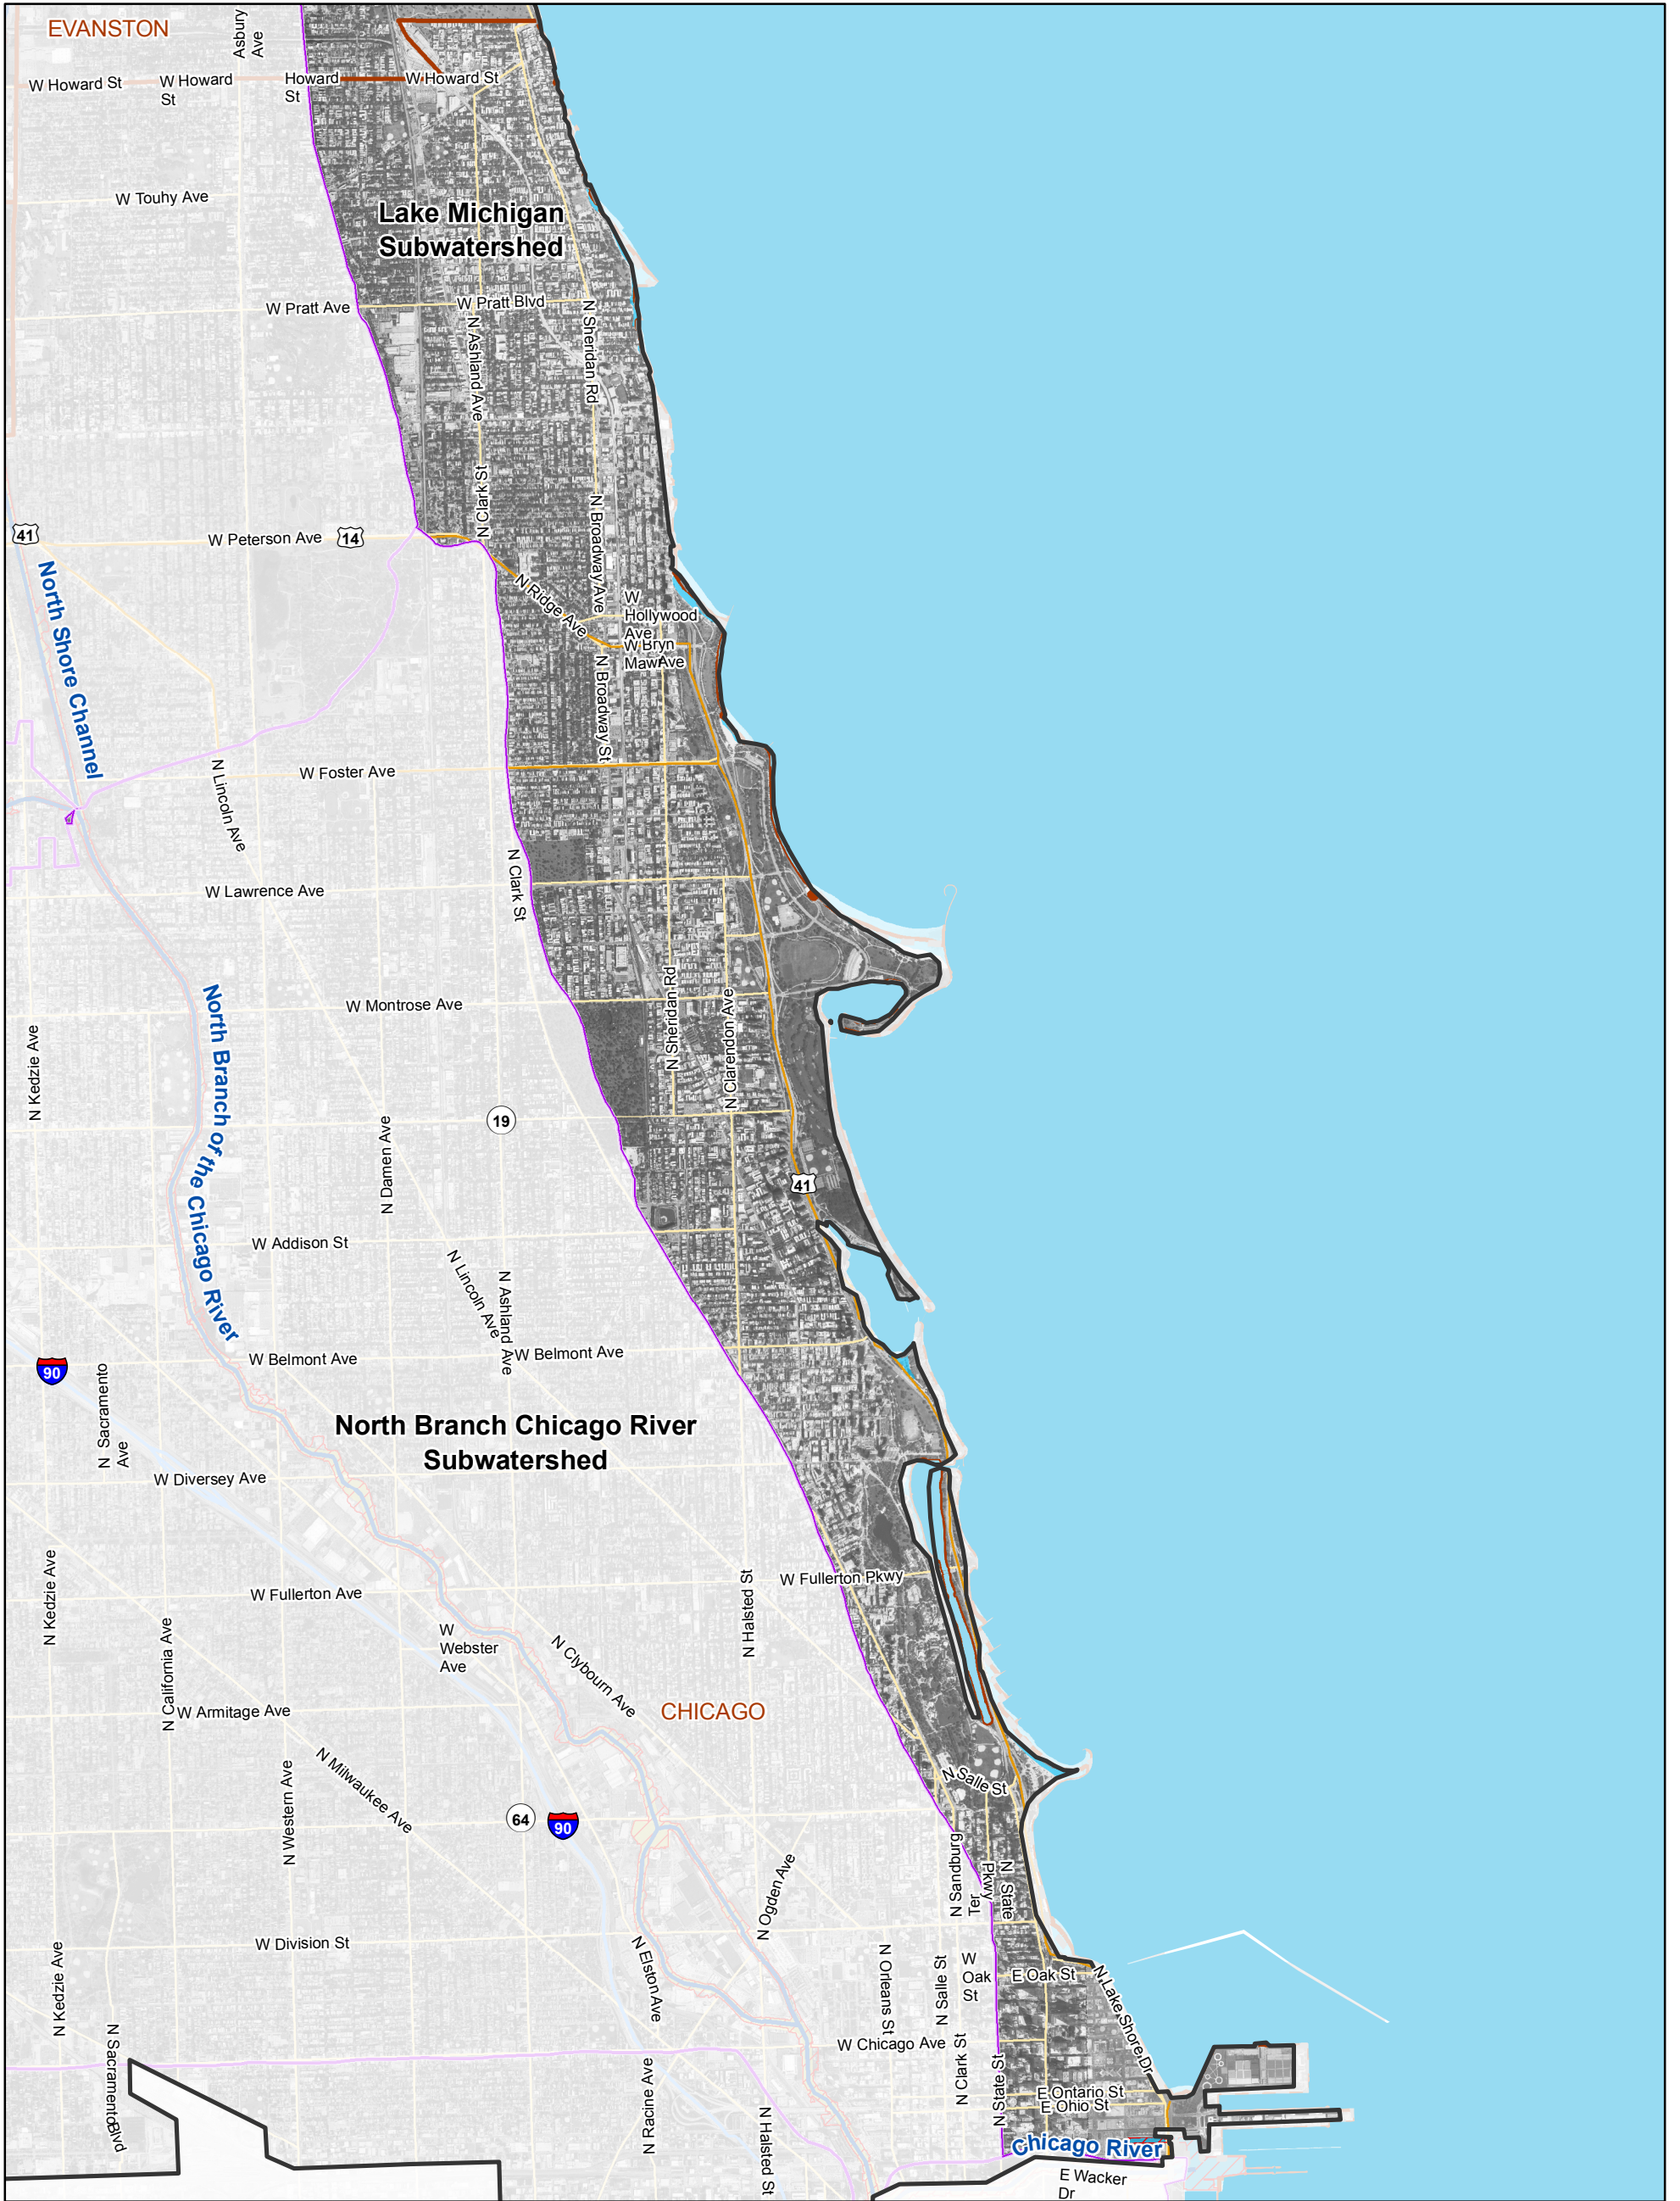 EVANSTON
Asbury
Ave
W Howard St
W Howard
St
Howard
St
W Howard St
W Touhy Ave
Lake Michigan
Subwatershed
W Pratt Ave
W Pratt Blvd
N Ashland Ave
N Sheridan Rd
N Clark St
N Broadway Ave
41
W Peterson Ave
14
North Shore Channel
N Ridge Ave
W
Hollywood
Ave
W Bryn
Mawr Ave
N Broadway St
W Foster Ave
N Lincoln Ave
N Clark St
W Lawrence Ave
N Sheridan Rd
N Clarendon Ave
W Montrose Ave
North Branch of the Chicago River
N Kedzie Ave
N Damen Ave
19
41
W Addison St
N Lincoln Ave
N Ashland Ave
W Belmont Ave
W Belmont Ave
90
N Sacramento
Ave
North Branch Chicago River
Subwatershed
W Diversey Ave
N Kedzie Ave
W Fullerton Ave
W Fullerton Pkwy
N Halsted St
N California Ave
W
Webster
Ave
N Clybourn Ave
W Armitage Ave
CHICAGO
N Western Ave
N Milwaukee Ave
N Salle St
64
90
N Sandburg
Ter
N State
Pkwy
N Ogden Ave
W Division St
N Kedzie Ave
N Elston Ave
N Orleans St
N Salle St
W
Oak
St
E Oak St
N Lake Shore Dr
N Sacramento Blvd
W Chicago Ave
N Clark St
N State St
N Racine Ave
N Halsted St
E Ontario St
E Ohio St
Chicago River
E Wacker
Dr